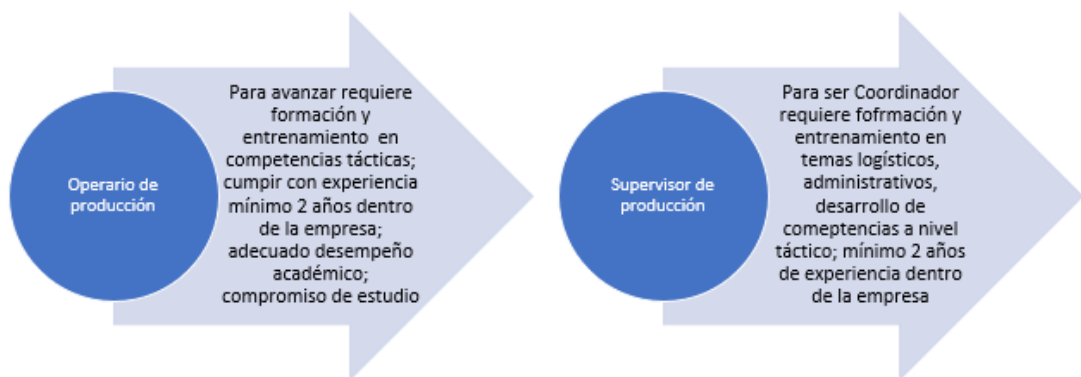 Operario de
producción
Para avanzar requiere
formación y
entrenamiento en
competencias tácticas;
cumpir con experiencia
mínimo 2 años dentro
de la empresa;
adecuado desempeño
académico;
compromiso de estudio
Supervisor de
producción
Para ser Coordinador
requiere fofrmación y
entrenamiento en
temas logísticos,
administrativos,
desarrollo de
comeptencias a nivel
táctico; mínimo 2 años
de experiencia dentro
de la empresa